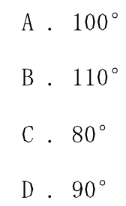 A . 100°
B . 110°
C . 80°
D . 90°